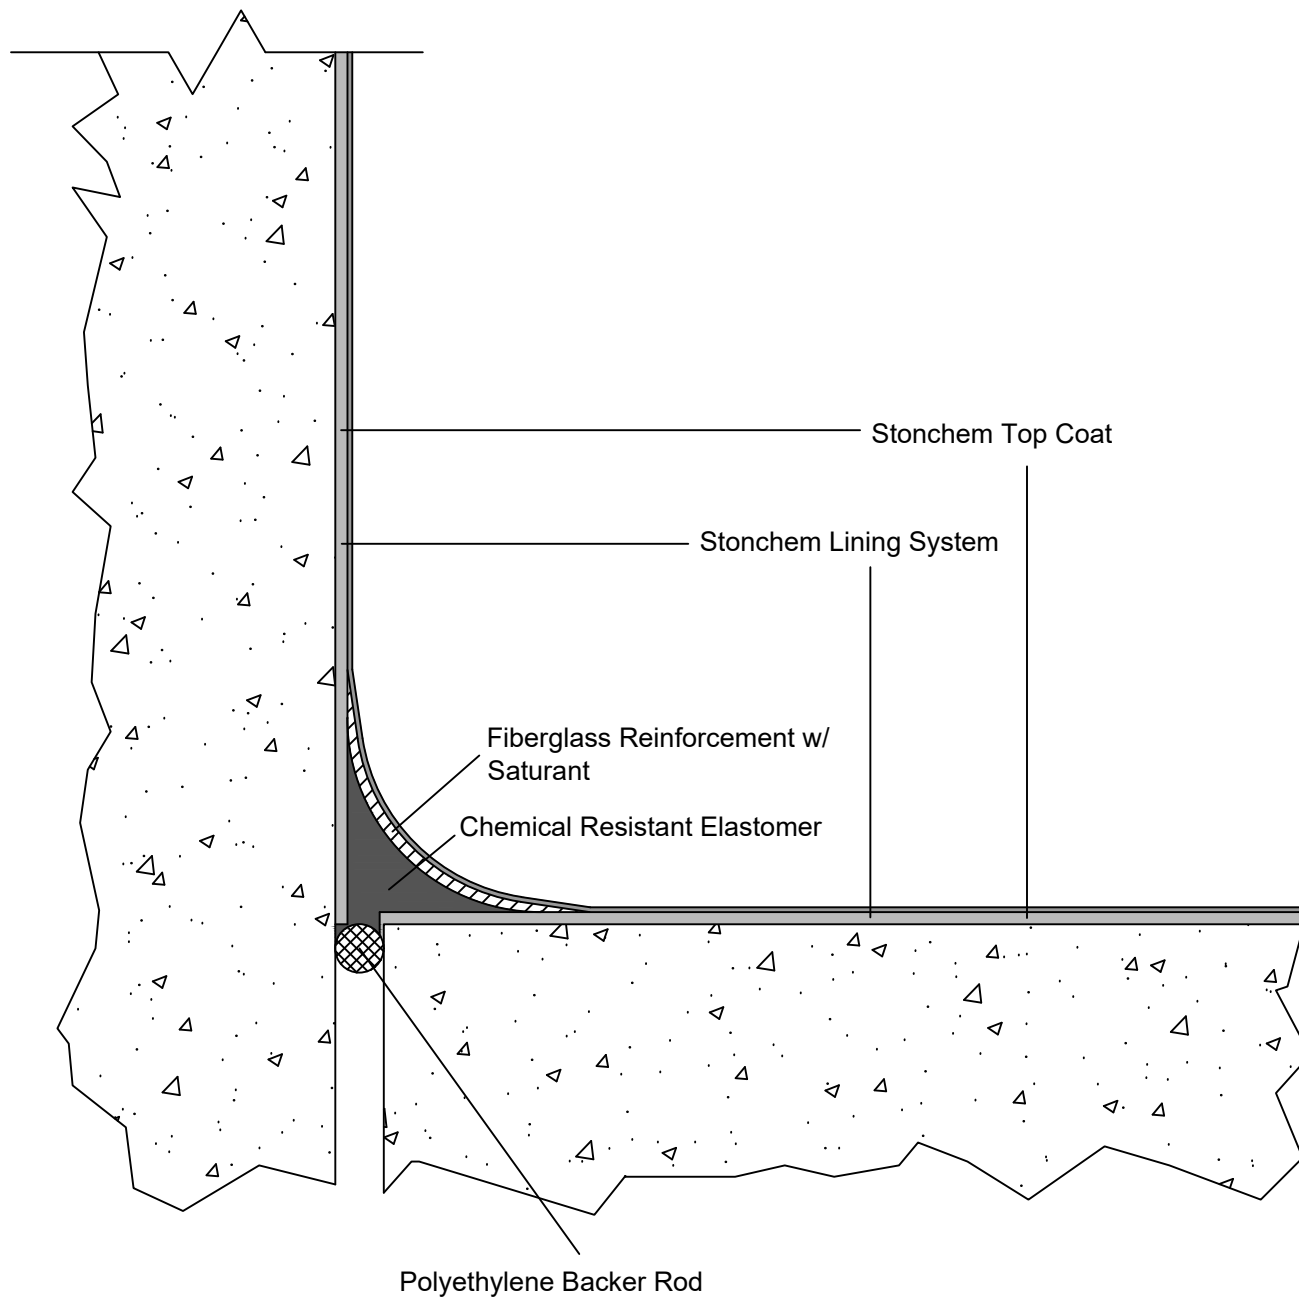 Stonchem Top Coat
Stonchem Lining System
Fiberglass Reinforcement w/
Saturant
Chemical Resistant Elastomer
Polyethylene Backer Rod